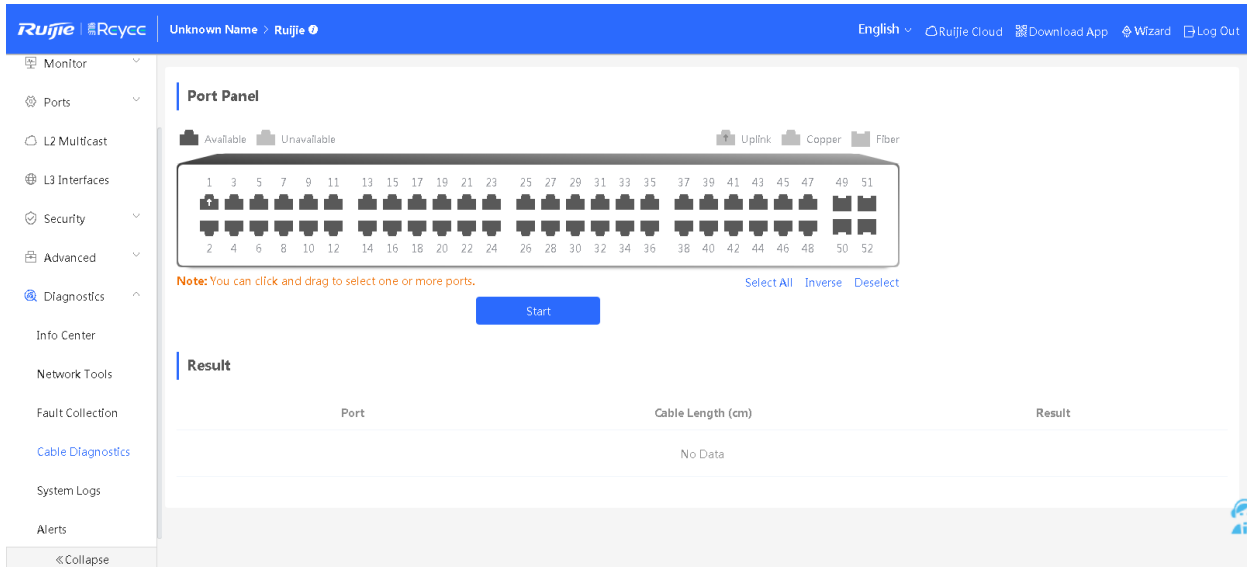 Ruijie Rcycc Unknown Name > Ruijie English Ruijie Cloud Download App Wizard Log Out
Monitor
Ports
L2 Multicast
L3 Interfaces
Security
Advanced
Diagnostics
Info Center
Network Tools
Fault Collection
Cable Diagnostics
System Logs
Alerts
«Collapse
Port Panel
Available Unavailable Uplink Copper Fiber
1 3 5 7 9 11 13 15 17 19 21 23 25 27 29 31 33 35 37 39 41 43 45 47 49 51
2 4 6 8 10 12 14 16 18 20 22 24 26 28 30 32 34 36 38 40 42 44 46 48 50 52
Note: You can click and drag to select one or more ports. Select All Inverse Deselect
Start
Result
Port Cable Length (cm) Result
No Data